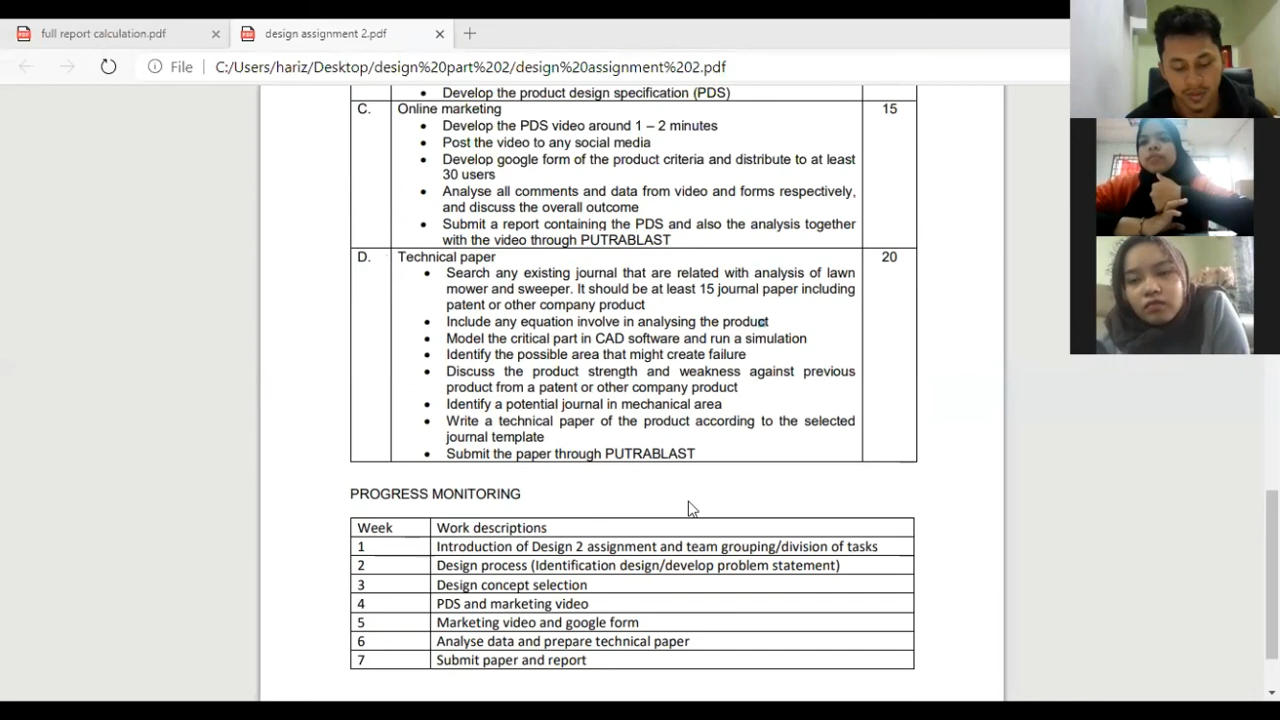 full report calculation.pdf
design assignment 2.pdf
File C:/Users/hariz/Desktop/design%20part%202/design%20assignment%202.pdf
• Develop the product design specification (PDS)
C. Online marketing 15
• Develop the PDS video around 1 – 2 minutes
• Post the video to any social media
• Develop google form of the product criteria and distribute to at least
30 users
• Analyse all comments and data from video and forms respectively,
and discuss the overall outcome
• Submit a report containing the PDS and also the analysis together
with the video through PUTRABLAST
D. Technical paper 20
• Search any existing journal that are related with analysis of lawn
mower and sweeper. It should be at least 15 journal paper including
patent or other company product
• Include any equation involve in analysing the product
• Model the critical part in CAD software and run a simulation
• Identify the possible area that might create failure
• Discuss the product strength and weakness against previous
product from a patent or other company product
• Identify a potential journal in mechanical area
• Write a technical paper of the product according to the selected
journal template
• Submit the paper through PUTRABLAST
PROGRESS MONITORING
Week Work descriptions
1 Introduction of Design 2 assignment and team grouping/division of tasks
2 Design process (Identification design/develop problem statement)
3 Design concept selection
4 PDS and marketing video
5 Marketing video and google form
6 Analyse data and prepare technical paper
7 Submit paper and report